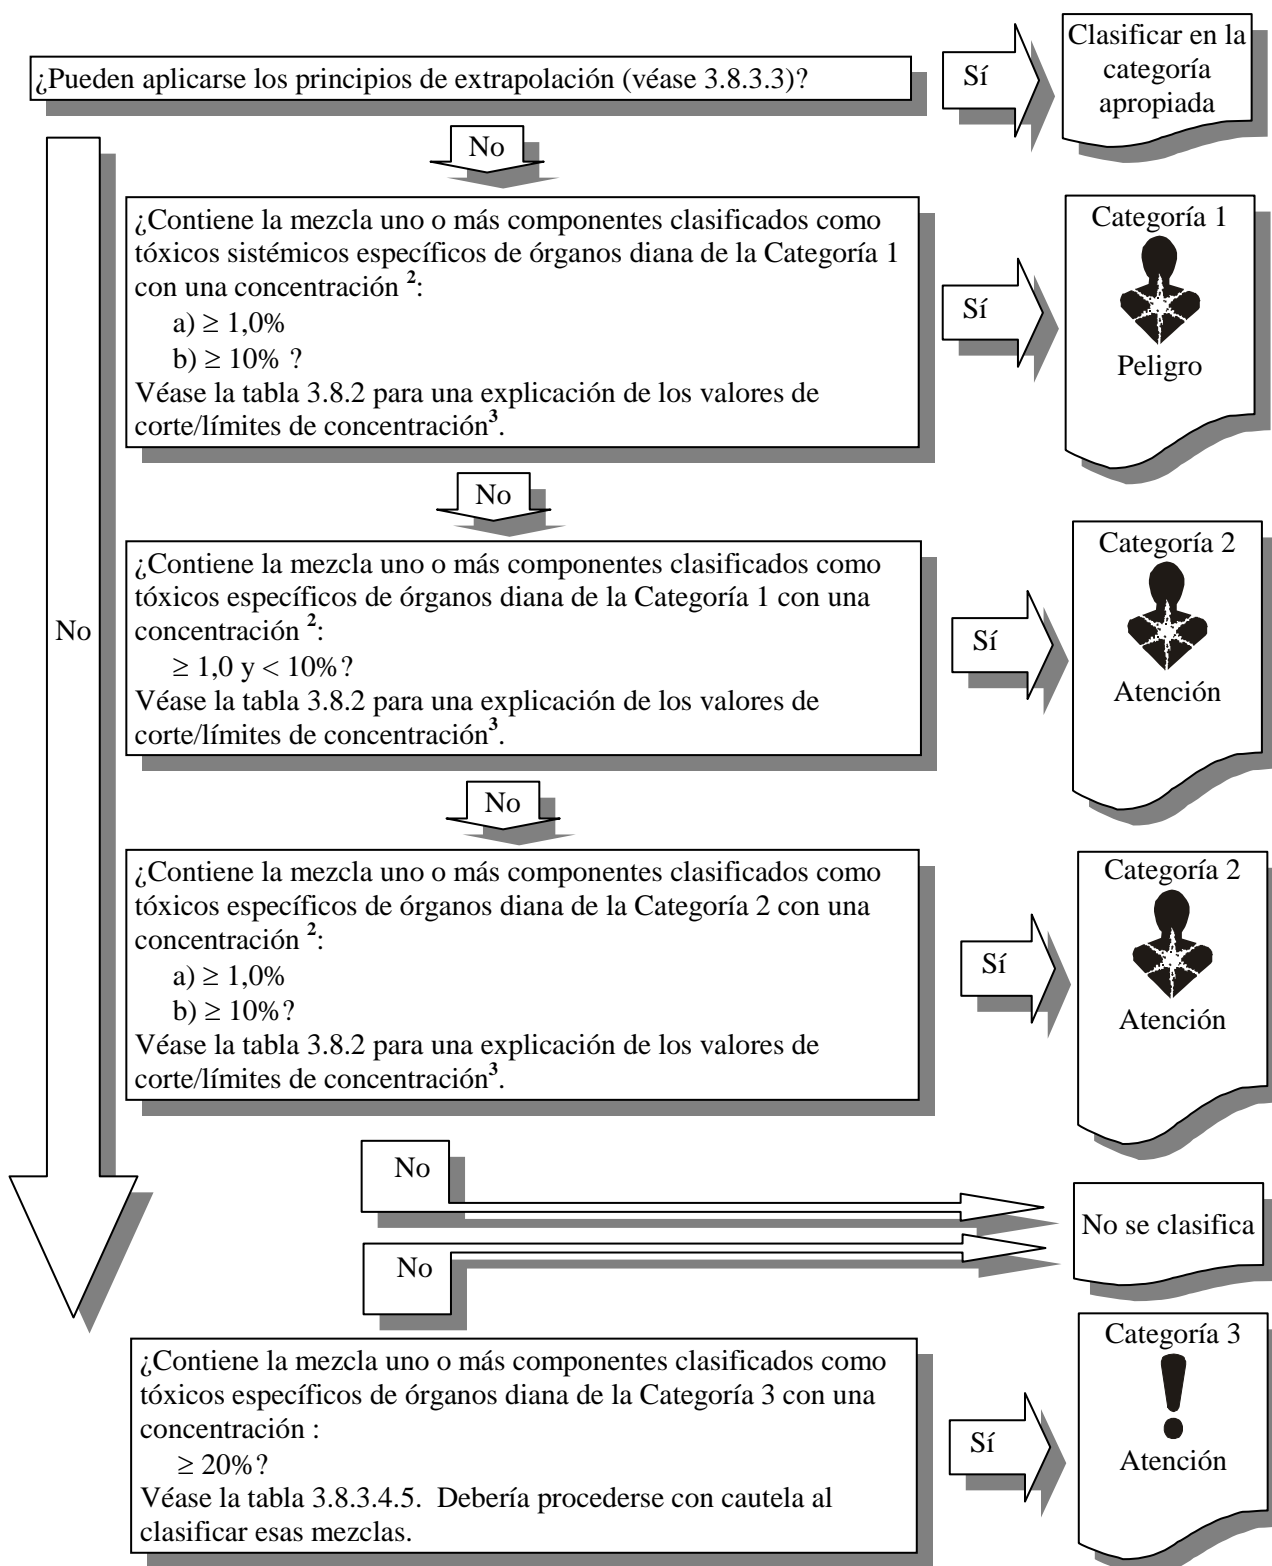 ¿Pueden aplicarse los principios de extrapolación (véase 3.8.3.3)?
Sí
Clasificar en la
categoría
apropiada
No
No
¿Contiene la mezcla uno o más componentes clasificados como
tóxicos sistémicos específicos de órganos diana de la Categoría 1
con una concentración ²:
a) ≥ 1,0%
b) ≥ 10% ?
Véase la tabla 3.8.2 para una explicación de los valores de
corte/límites de concentración³.
Sí
Categoría 1
Peligro
No
¿Contiene la mezcla uno o más componentes clasificados como
tóxicos específicos de órganos diana de la Categoría 1 con una
concentración ²:
≥ 1,0 y < 10%?
Véase la tabla 3.8.2 para una explicación de los valores de
corte/límites de concentración³.
Sí
Categoría 2
Atención
No
¿Contiene la mezcla uno o más componentes clasificados como
tóxicos específicos de órganos diana de la Categoría 2 con una
concentración ²:
a) ≥ 1,0%
b) ≥ 10%?
Véase la tabla 3.8.2 para una explicación de los valores de
corte/límites de concentración³.
Sí
Categoría 2
Atención
No
No se clasifica
No
¿Contiene la mezcla uno o más componentes clasificados como
tóxicos específicos de órganos diana de la Categoría 3 con una
concentración :
≥ 20%?
Véase la tabla 3.8.3.4.5. Debería procederse con cautela al
clasificar esas mezclas.
Sí
Categoría 3
Atención